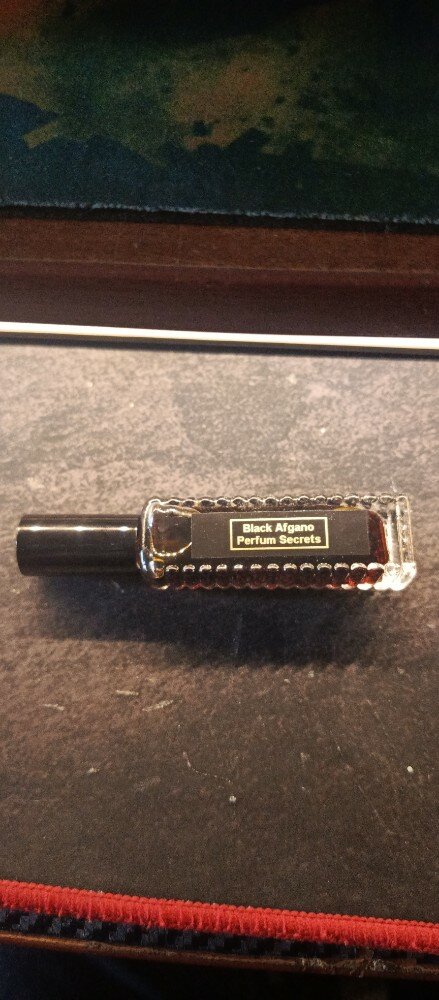 Black Afgano
Perfum Secrets